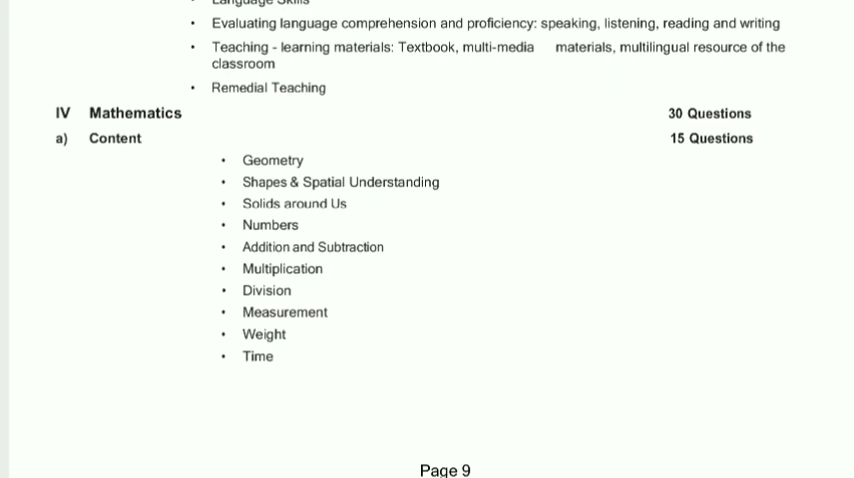 Language Skills
• Evaluating language comprehension and proficiency: speaking, listening, reading and writing
• Teaching - learning materials: Textbook, multi-media materials, multilingual resource of the
classroom
• Remedial Teaching
IV Mathematics 30 Questions
a) Content 15 Questions
• Geometry
• Shapes & Spatial Understanding
• Solids around Us
• Numbers
• Addition and Subtraction
• Multiplication
• Division
• Measurement
• Weight
• Time
Page 9